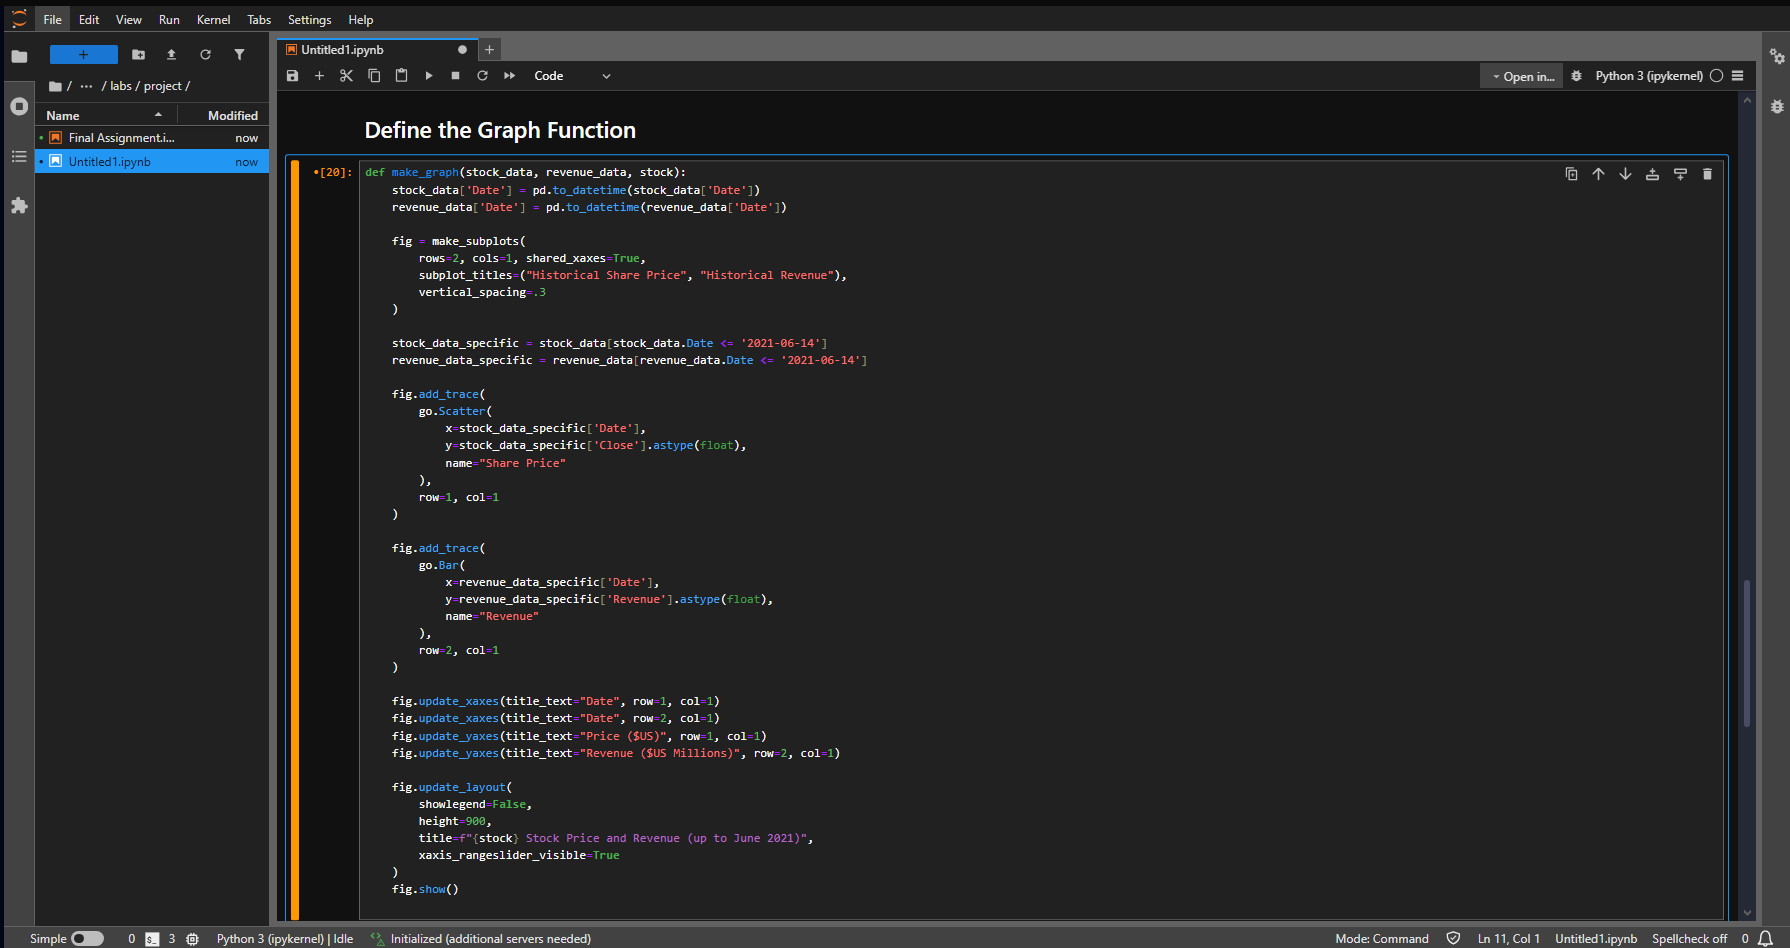 File Edit View Run Kernel Tabs Settings Help
Untitled1.ipynb
Code
Open in...
Python 3 (ipykernel)
/ ··· / labs / project /
Name Modified
Final Assignment.i... now
Untitled1.ipynb now
Define the Graph Function
•[20]:
def make_graph(stock_data, revenue_data, stock):
    stock_data['Date'] = pd.to_datetime(stock_data['Date'])
    revenue_data['Date'] = pd.to_datetime(revenue_data['Date'])

    fig = make_subplots(
        rows=2, cols=1, shared_xaxes=True,
        subplot_titles=("Historical Share Price", "Historical Revenue"),
        vertical_spacing=.3
    )

    stock_data_specific = stock_data[stock_data.Date <= '2021-06-14']
    revenue_data_specific = revenue_data[revenue_data.Date <= '2021-06-14']

    fig.add_trace(
        go.Scatter(
            x=stock_data_specific['Date'],
            y=stock_data_specific['Close'].astype(float),
            name="Share Price"
        ),
        row=1, col=1
    )

    fig.add_trace(
        go.Bar(
            x=revenue_data_specific['Date'],
            y=revenue_data_specific['Revenue'].astype(float),
            name="Revenue"
        ),
        row=2, col=1
    )

    fig.update_xaxes(title_text="Date", row=1, col=1)
    fig.update_xaxes(title_text="Date", row=2, col=1)
    fig.update_yaxes(title_text="Price ($US)", row=1, col=1)
    fig.update_yaxes(title_text="Revenue ($US Millions)", row=2, col=1)

    fig.update_layout(
        showlegend=False,
        height=900,
        title=f"{stock} Stock Price and Revenue (up to June 2021)",
        xaxis_rangeslider_visible=True
    )
    fig.show()
Simple 0 $_ 3 Python 3 (ipykernel) | Idle Initialized (additional servers needed) Mode: Command Ln 11, Col 1 Untitled1.ipynb Spellcheck off 0